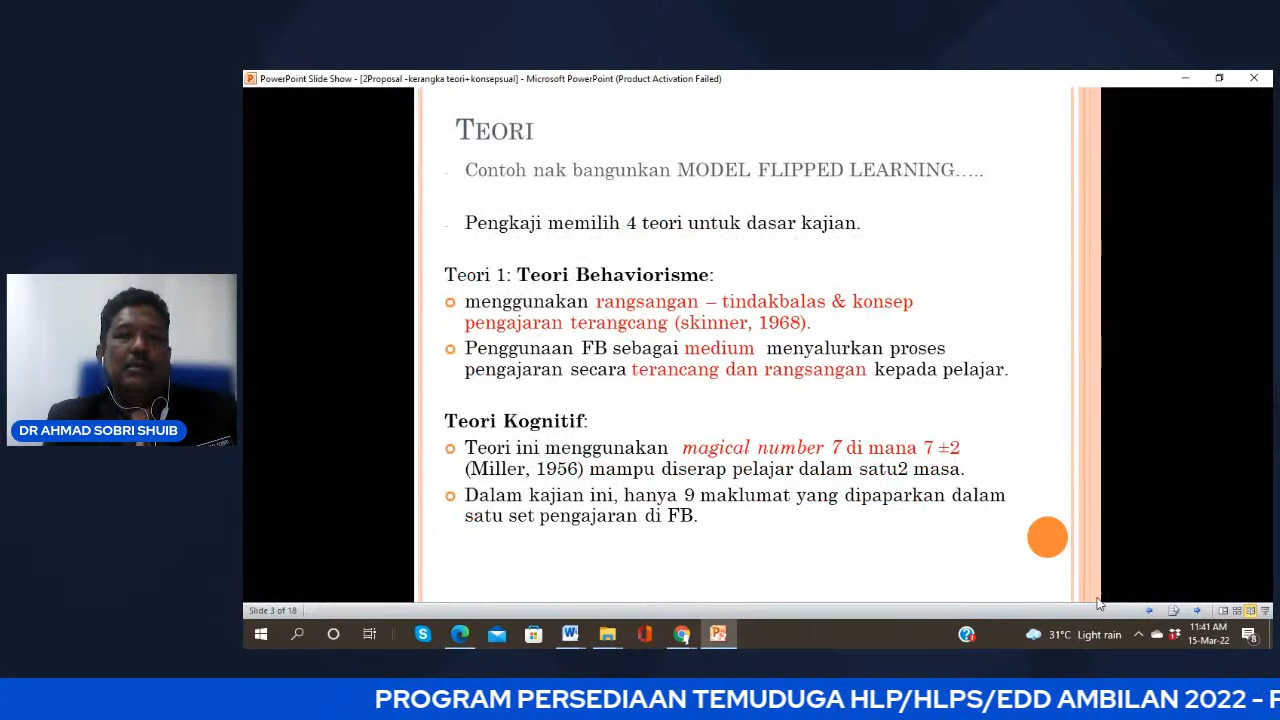 PowerPoint Slide Show - [2Proposal -kerangka teori+konsepsual] - Microsoft PowerPoint (Product Activation Failed)
TEORI
- Contoh nak bangunkan MODEL FLIPPED LEARNING…..
- Pengkaji memilih 4 teori untuk dasar kajian.
Teori 1: Teori Behaviorisme:
menggunakan rangsangan – tindakbalas & konsep
pengajaran terangcang (skinner, 1968).
Penggunaan FB sebagai medium menyalurkan proses
pengajaran secara terancang dan rangsangan kepada pelajar.
Teori Kognitif:
Teori ini menggunakan magical number 7 di mana 7 ±2
(Miller, 1956) mampu diserap pelajar dalam satu2 masa.
Dalam kajian ini, hanya 9 maklumat yang dipaparkan dalam
satu set pengajaran di FB.
DR AHMAD SOBRI SHUIB
Slide 3 of 18
31°C Light rain
11:41 AM
15-Mar-22
8
PROGRAM PERSEDIAAN TEMUDUGA HLP/HLPS/EDD AMBILAN 2022 -